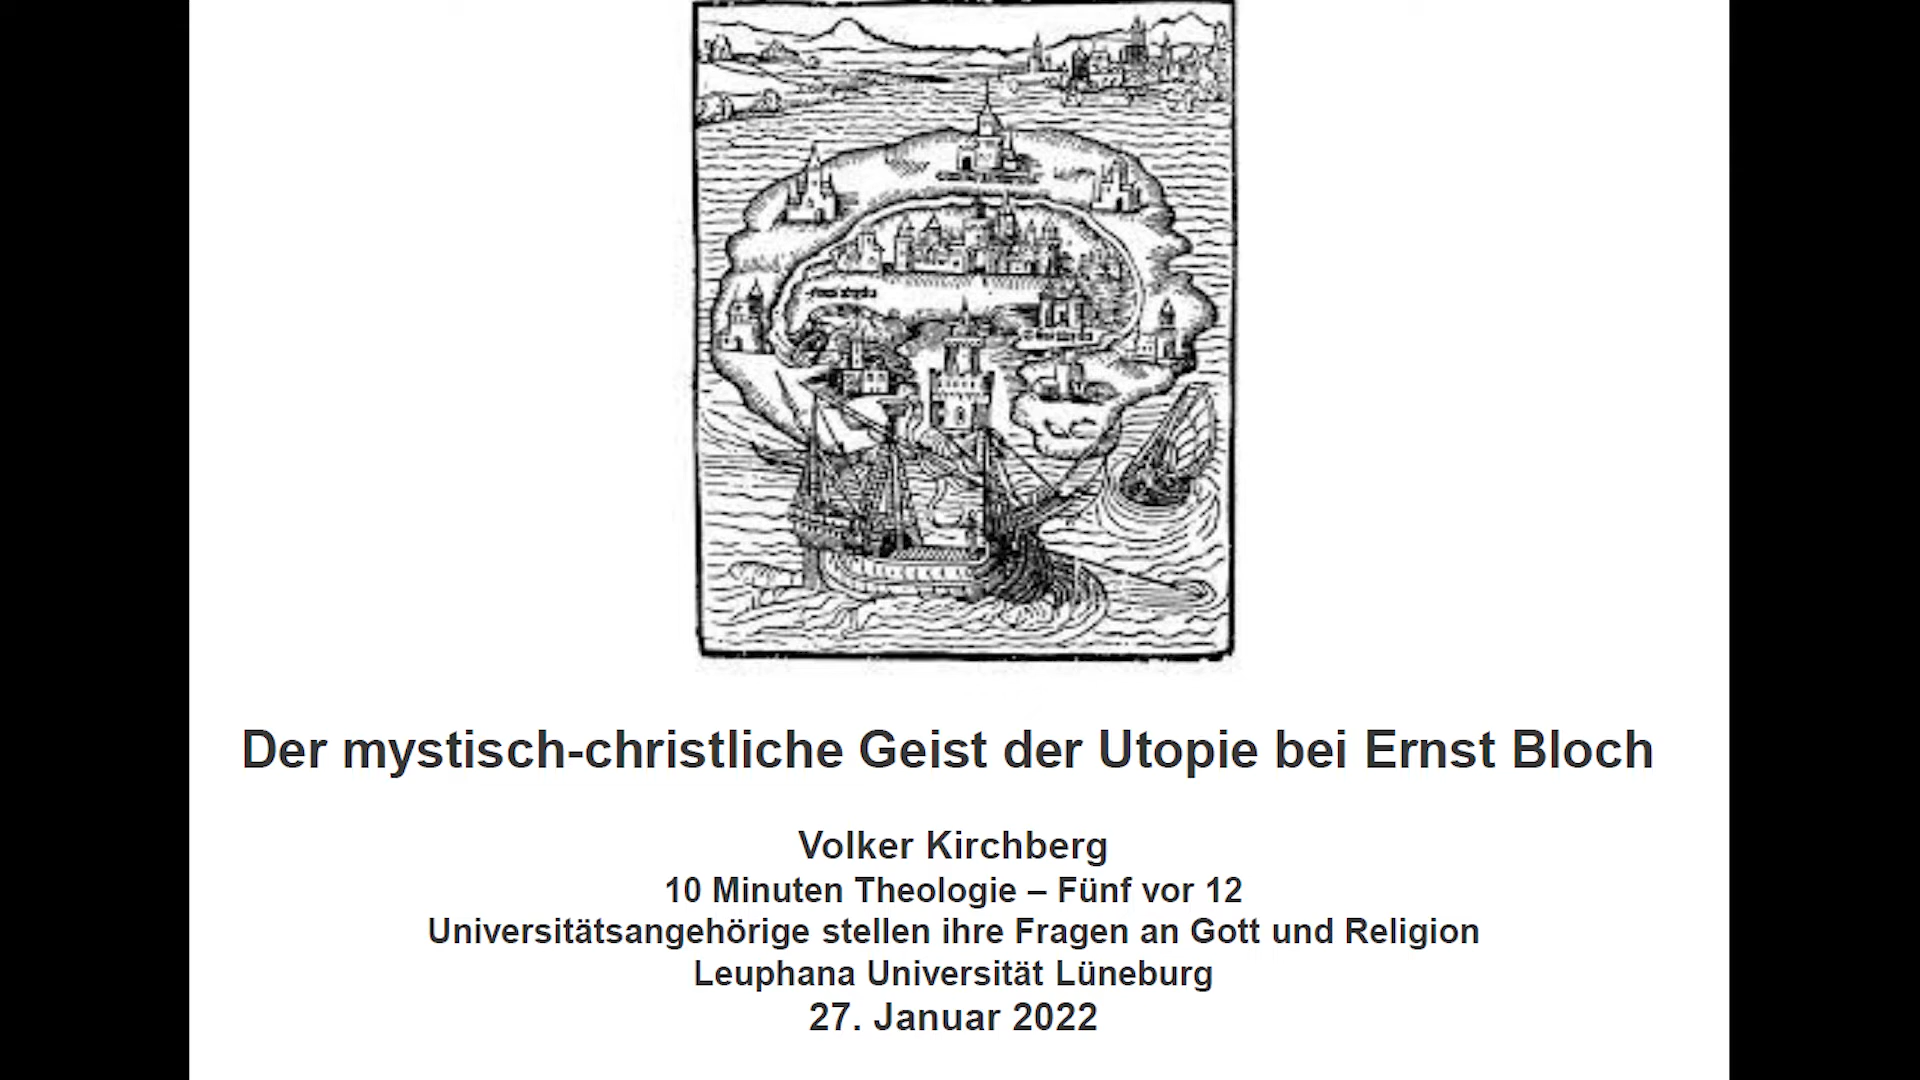 Der mystisch-christliche Geist der Utopie bei Ernst Bloch
Volker Kirchberg
10 Minuten Theologie – Fünf vor 12
Universitätsangehörige stellen ihre Fragen an Gott und Religion
Leuphana Universität Lüneburg
27. Januar 2022